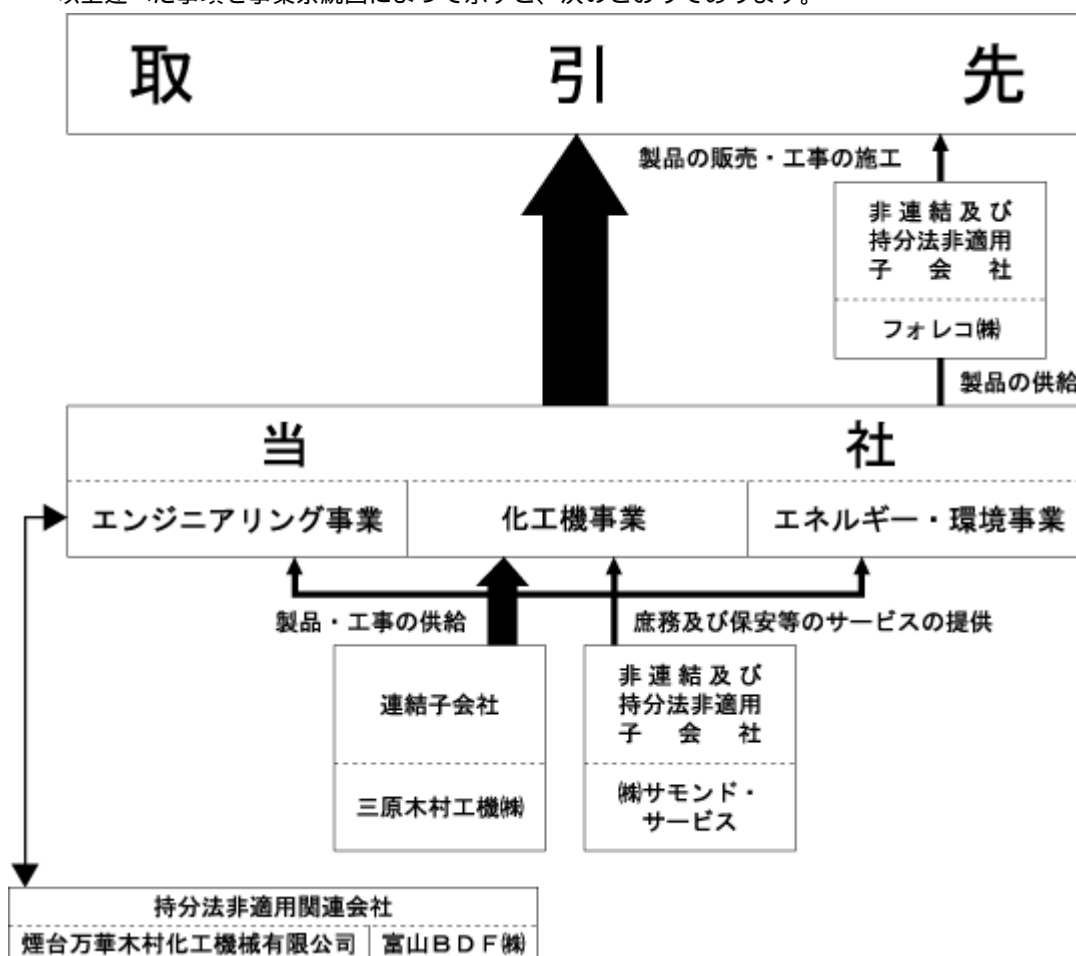 以上述べた事項を事業系統図によって示すと、次のとおりであります。
取引先
製品の販売・工事の施工
非連結及び
持分法非適用
子会社
フォレコ㈱
製品の供給
当社
エンジニアリング事業
化工機事業
エネルギー・環境事業
製品・工事の供給
庶務及び保安等のサービスの提供
連結子会社
三原木村工機㈱
非連結及び
持分法非適用
子会社
㈱サモンド・
サービス
持分法非適用関連会社
煙台万華木村化工機械有限公司
富山BDF㈱